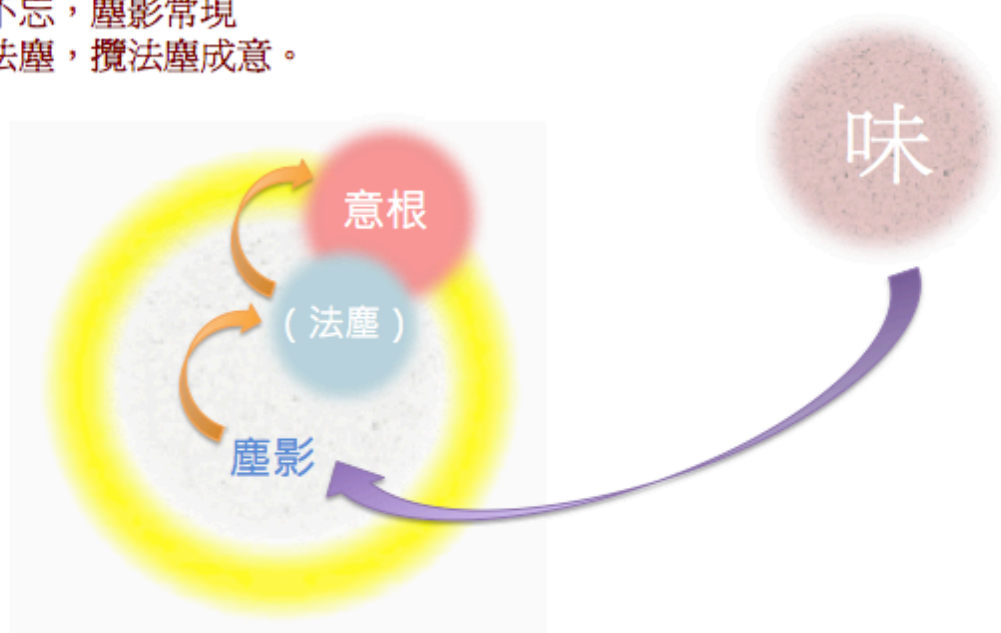 不忘，塵影常現
法塵，攬法塵成意。
味
意根
（法塵）
塵影